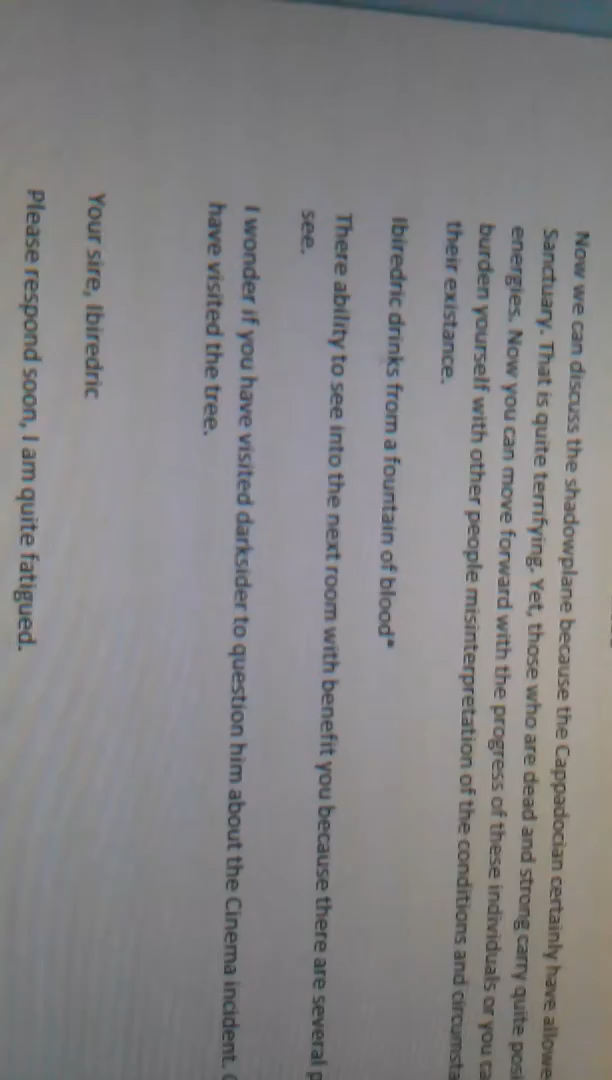 Now we can discuss the shadowplane because the Cappadocian certainly have allowe
Sanctuary. That is quite terrifying. Yet, those who are dead and strong carry quite posi
energies. Now you can move forward with the progress of these individuals or you ca
burden yourself with other people misinterpretation of the conditions and circumsta
their existance.
Ibiredric drinks from a fountain of blood*
There ability to see into the next room with benefit you because there are several p
see.
I wonder if you have visited darksider to question him about the Cinema incident. (
have visited the tree.
Your sire, Ibiredric
Please respond soon, I am quite fatigued.